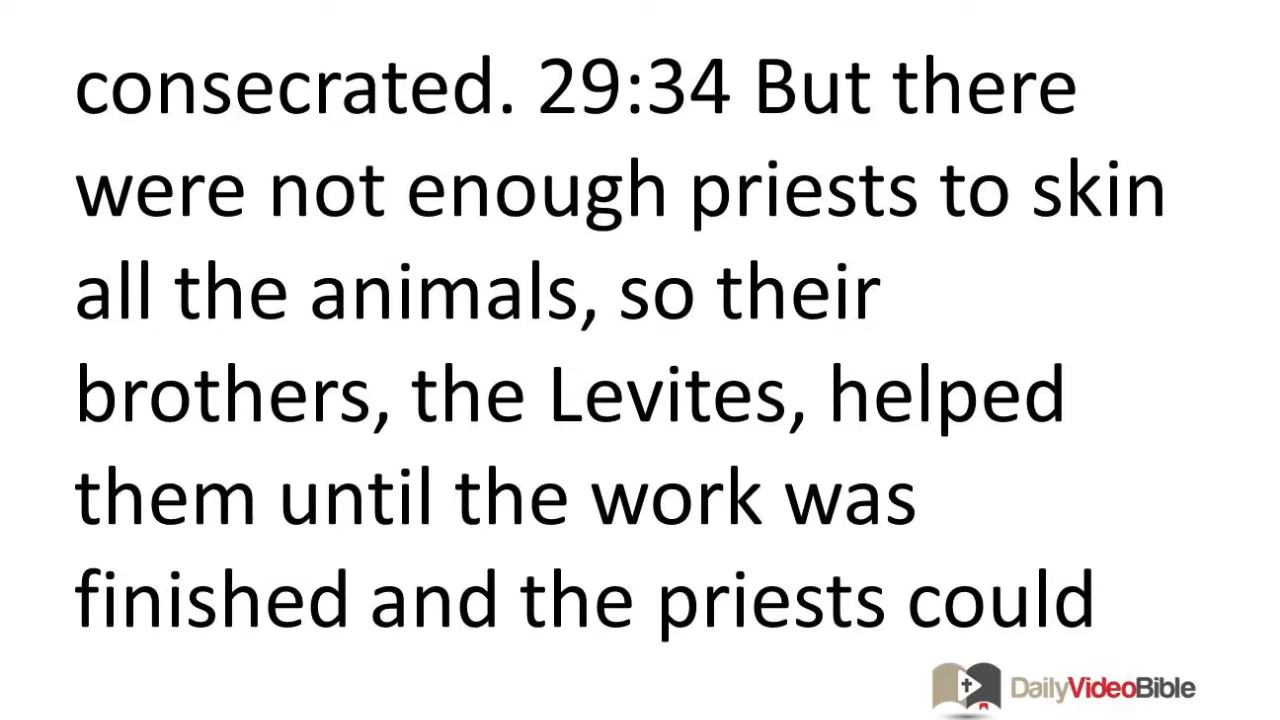 consecrated. 29:34 But there
were not enough priests to skin
all the animals, so their
brothers, the Levites, helped
them until the work was
finished and the priests could
DailyVideoBible